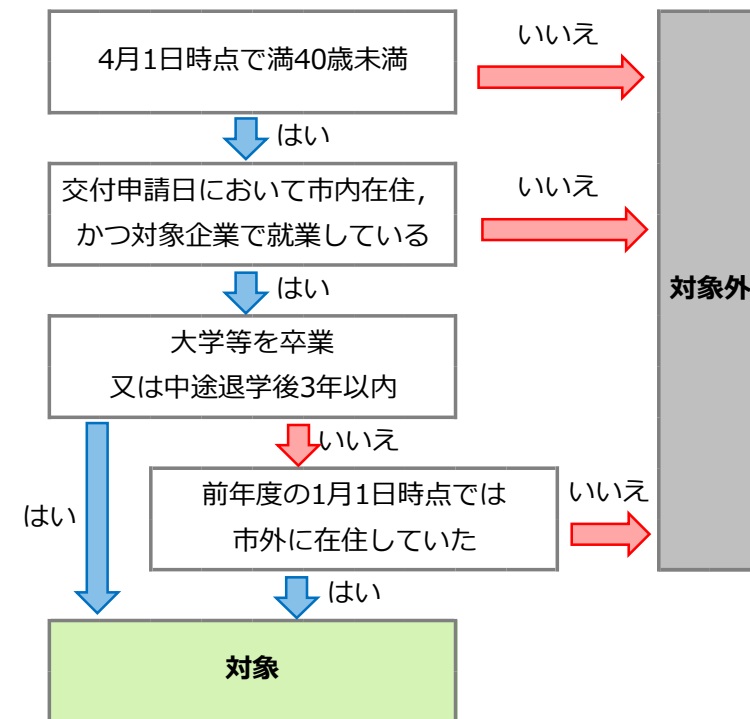 4月1日時点で満40歳未満
いいえ
はい
交付申請日において市内在住，
かつ対象企業で就業している
いいえ
はい
対象外
大学等を卒業
又は中途退学後3年以内
いいえ
はい
前年度の1月1日時点では
市外に在住していた
いいえ
はい
対象